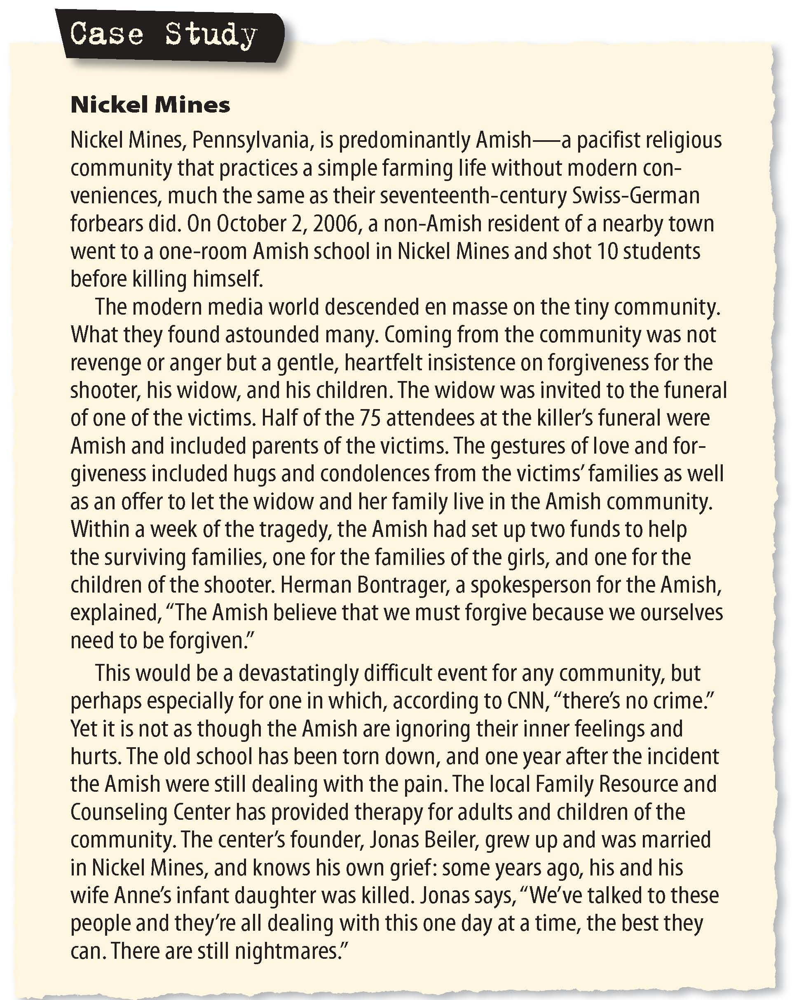 Case Study
Nickel Mines
Nickel Mines, Pennsylvania, is predominantly Amish—a pacifist religious
community that practices a simple farming life without modern con-
veniences, much the same as their seventeenth-century Swiss-German
forbears did. On October 2, 2006, a non-Amish resident of a nearby town
went to a one-room Amish school in Nickel Mines and shot 10 students
before killing himself.
The modern media world descended en masse on the tiny community.
What they found astounded many. Coming from the community was not
revenge or anger but a gentle, heartfelt insistence on forgiveness for the
shooter, his widow, and his children. The widow was invited to the funeral
of one of the victims. Half of the 75 attendees at the killer’s funeral were
Amish and included parents of the victims. The gestures of love and for-
giveness included hugs and condolences from the victims’ families as well
as an offer to let the widow and her family live in the Amish community.
Within a week of the tragedy, the Amish had set up two funds to help
the surviving families, one for the families of the girls, and one for the
children of the shooter. Herman Bontrager, a spokesperson for the Amish,
explained, “The Amish believe that we must forgive because we ourselves
need to be forgiven.”
This would be a devastatingly difficult event for any community, but
perhaps especially for one in which, according to CNN, “there’s no crime.”
Yet it is not as though the Amish are ignoring their inner feelings and
hurts. The old school has been torn down, and one year after the incident
the Amish were still dealing with the pain. The local Family Resource and
Counseling Center has provided therapy for adults and children of the
community. The center’s founder, Jonas Beiler, grew up and was married
in Nickel Mines, and knows his own grief: some years ago, his and his
wife Anne’s infant daughter was killed. Jonas says, “We’ve talked to these
people and they’re all dealing with this one day at a time, the best they
can. There are still nightmares.”